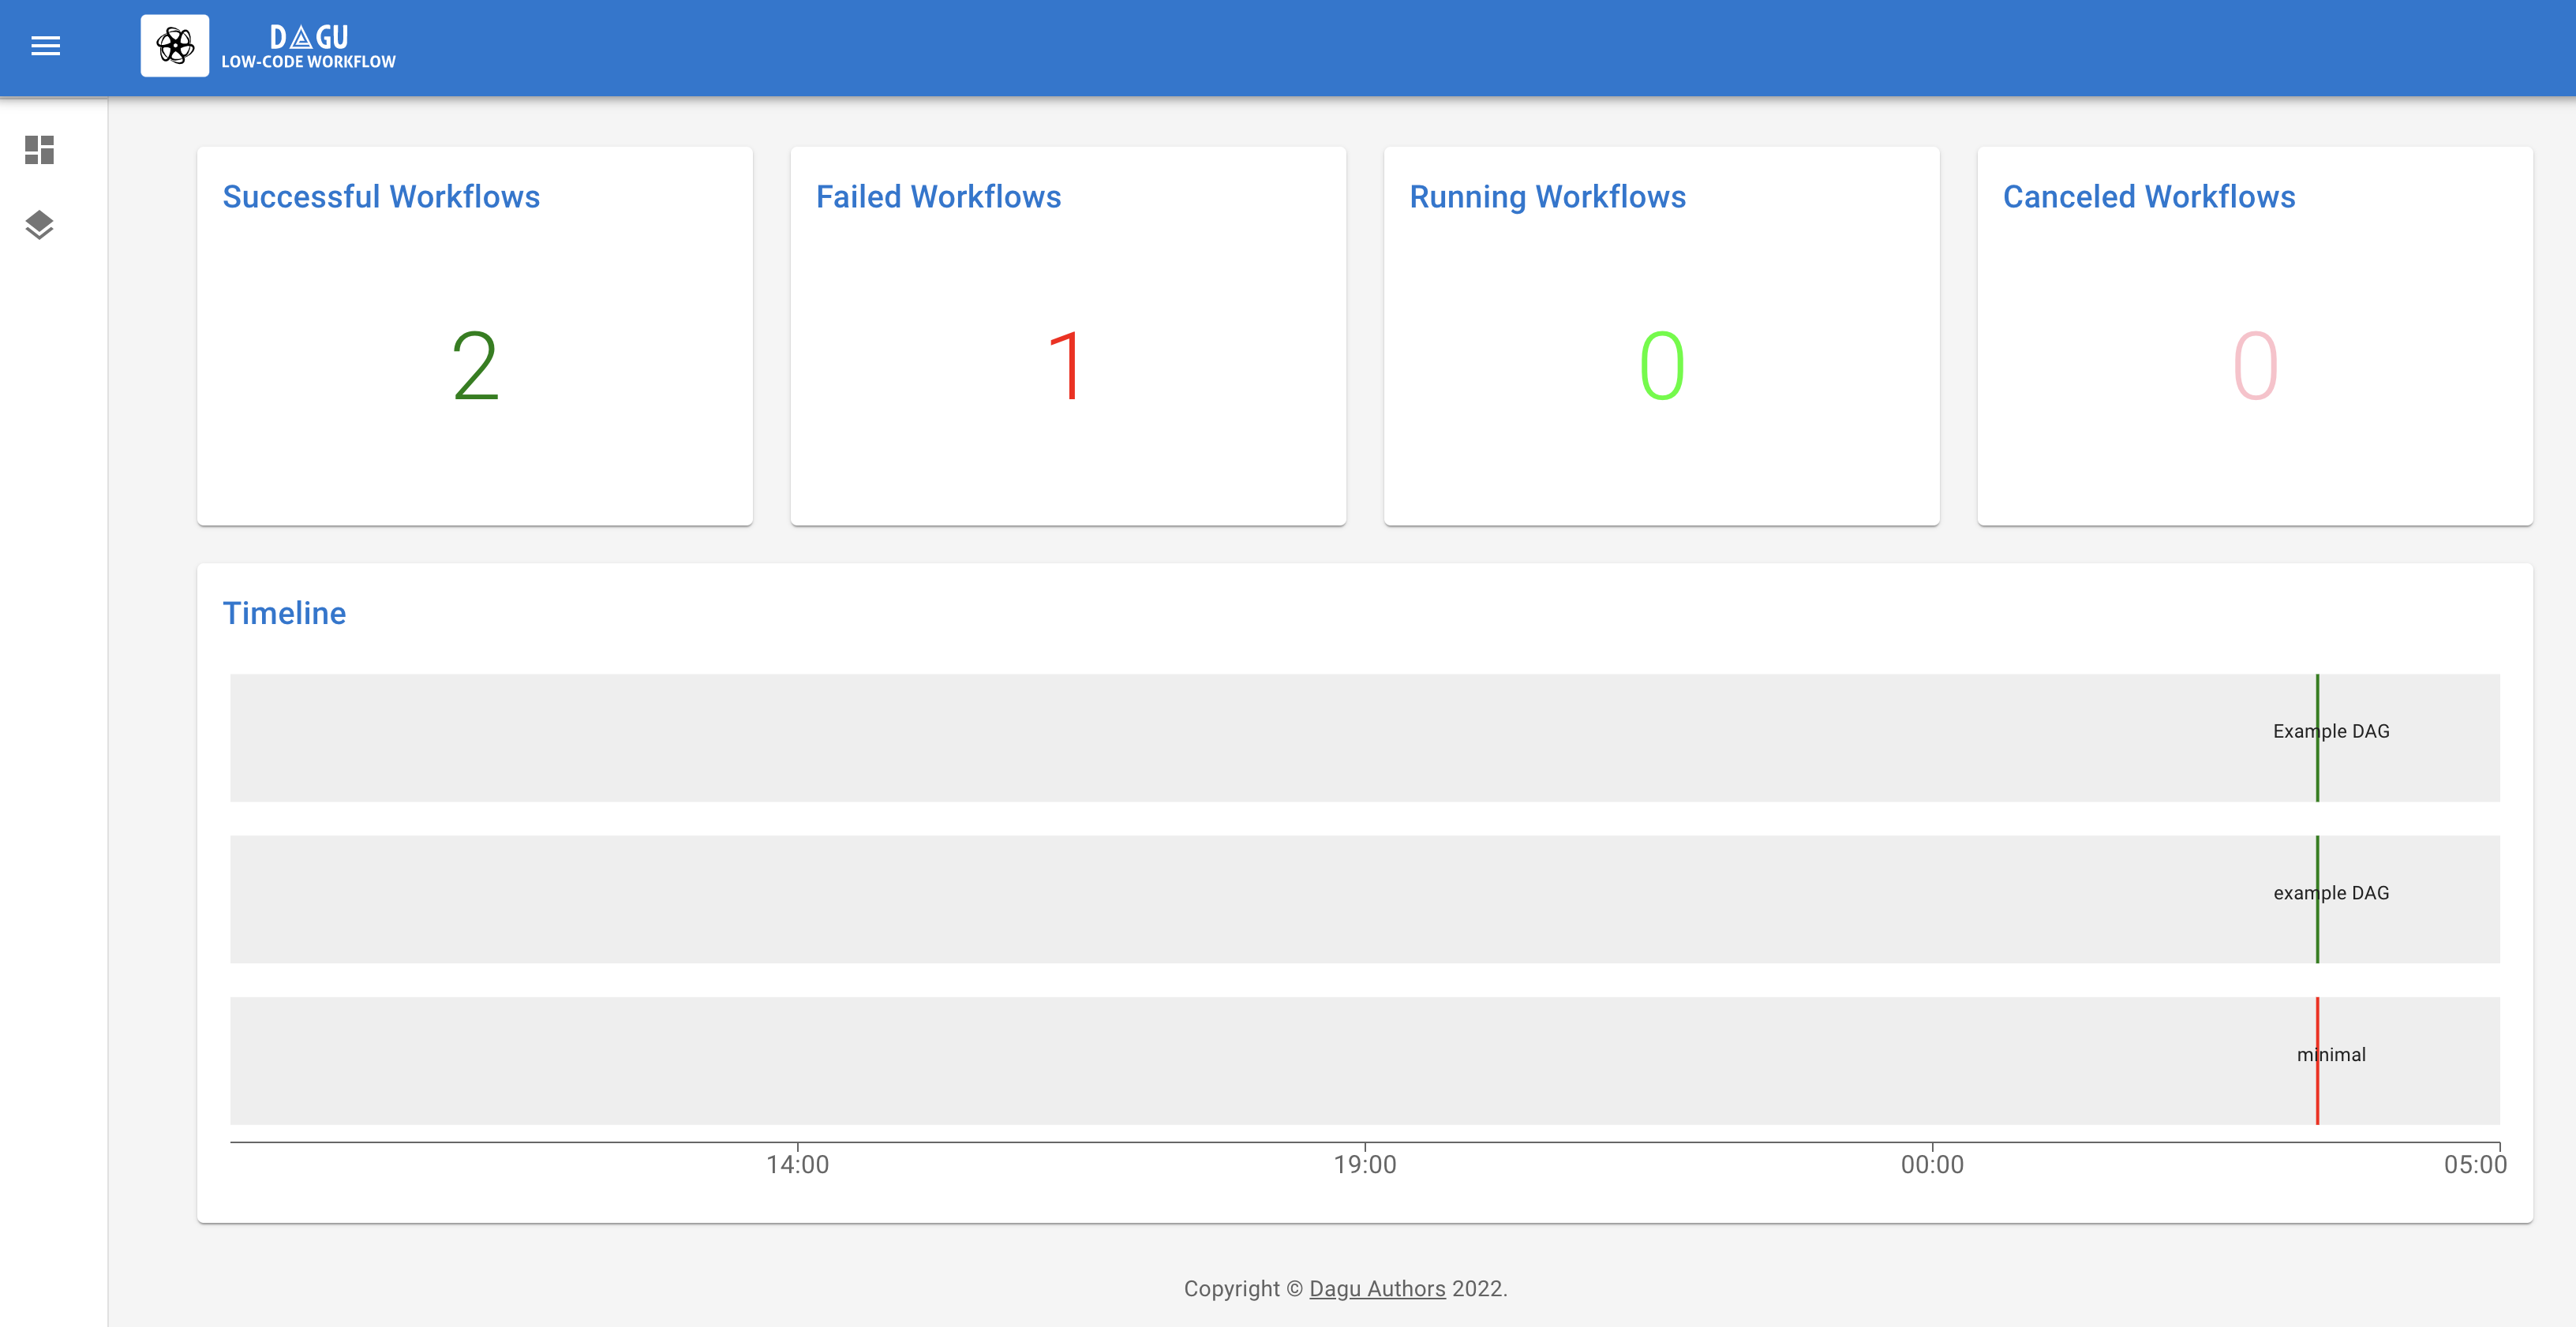 DAGU
LOW-CODE WORKFLOW
Successful Workflows
Failed Workflows
Running Workflows
Canceled Workflows
2
1
0
0
Timeline
Example DAG
example DAG
minimal
14:00
19:00
00:00
05:00
Copyright © Dagu Authors 2022.